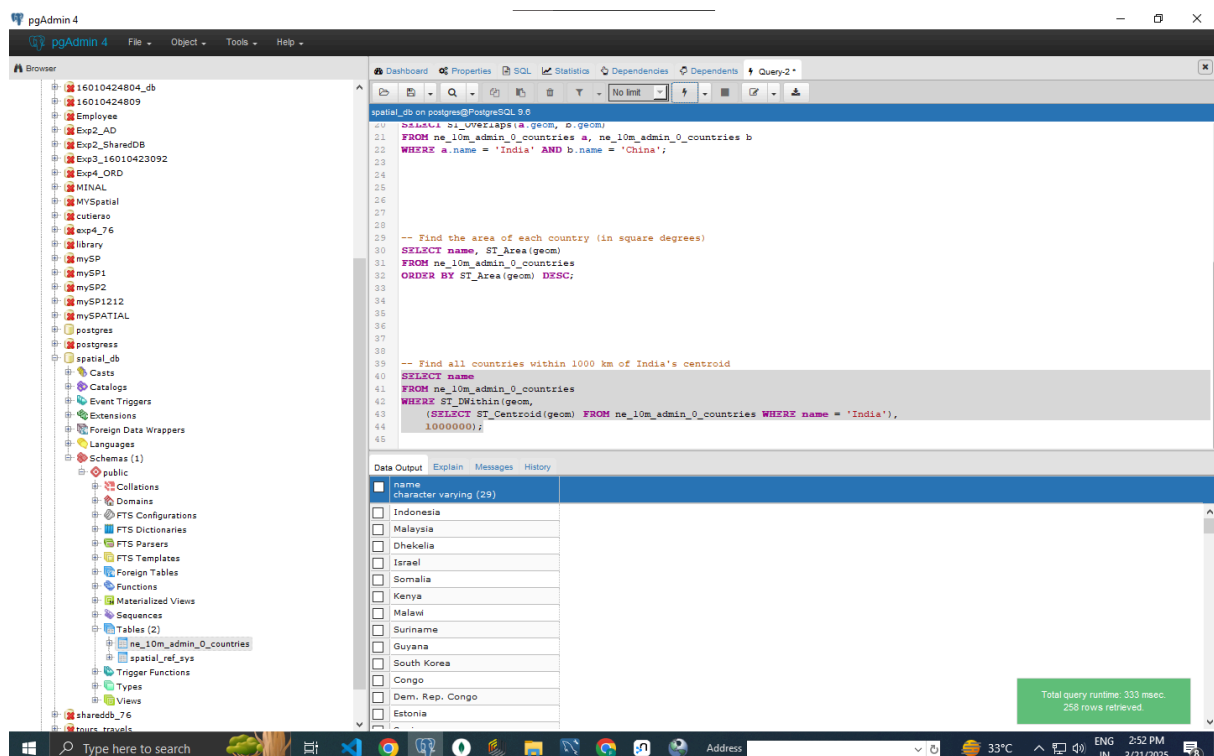 pgAdmin 4
pgAdmin 4 File Object Tools Help
Browser
16010424804_db
16010424809
Employee
Exp2_AD
Exp2_SharedDB
Exp3_16010423092
Exp4_ORD
MINAL
MYSpatial
cutierao
exp4_76
library
mySP
mySP1
mySP2
mySP1212
mySPATIAL
postgres
postgress
spatial_db
Casts
Catalogs
Event Triggers
Extensions
Foreign Data Wrappers
Languages
Schemas (1)
public
Collations
Domains
FTS Configurations
FTS Dictionaries
FTS Parsers
FTS Templates
Foreign Tables
Functions
Materialized Views
Sequences
Tables (2)
ne_10m_admin_0_countries
spatial_ref_sys
Trigger Functions
Types
Views
shareddb_76
tours_travels
Dashboard Properties SQL Statistics Dependencies Dependents Query-2 *
No limit
spatial_db on postgres@PostgreSQL 9.6
20 SELECT ST_Overlaps(a.geom, b.geom)
21 FROM ne_10m_admin_0_countries a, ne_10m_admin_0_countries b
22 WHERE a.name = 'India' AND b.name = 'China';
23
24
25
26
27
28
29 -- Find the area of each country (in square degrees)
30 SELECT name, ST_Area(geom)
31 FROM ne_10m_admin_0_countries
32 ORDER BY ST_Area(geom) DESC;
33
34
35
36
37
38
39 -- Find all countries within 1000 km of India's centroid
40 SELECT name
41 FROM ne_10m_admin_0_countries
42 WHERE ST_DWithin(geom,
43 (SELECT ST_Centroid(geom) FROM ne_10m_admin_0_countries WHERE name = 'India'),
44 1000000);
45
Data Output Explain Messages History
name
character varying (29)
Indonesia
Malaysia
Dhekelia
Israel
Somalia
Kenya
Malawi
Suriname
Guyana
South Korea
Congo
Dem. Rep. Congo
Estonia
Total query runtime: 333 msec.
258 rows retrieved.
Type here to search
Address
33°C
ENG
IN
2:52 PM
3/21/2025